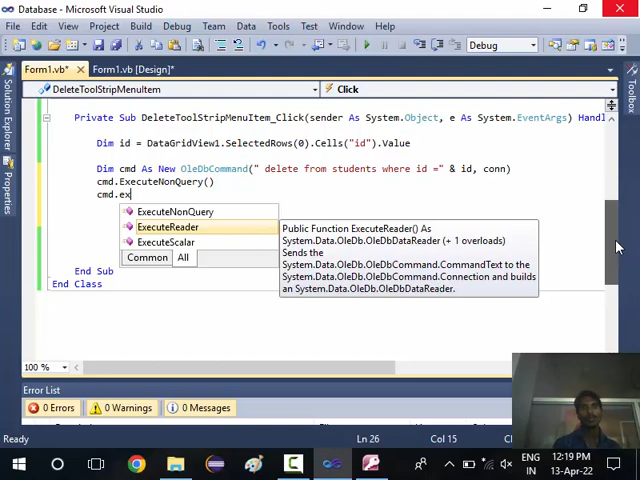 Database - Microsoft Visual Studio
File Edit View Project Build Debug Team Data Tools Test Window Help
Debug
Form1.vb* Form1.vb [Design]*
DeleteToolStripMenuItem Click
Private Sub DeleteToolStripMenuItem_Click(sender As System.Object, e As System.EventArgs) Handl
Dim id = DataGridView1.SelectedRows(0).Cells("id").Value
Dim cmd As New OleDbCommand(" delete from students where id =" & id, conn)
cmd.ExecuteNonQuery()
cmd.ex
ExecuteNonQuery
ExecuteReader
ExecuteScalar
Common All
Public Function ExecuteReader() As
System.Data.OleDb.OleDbDataReader (+ 1 overloads)
Sends the
System.Data.OleDb.OleDbCommand.CommandText to the
System.Data.OleDb.OleDbCommand.Connection and builds
an System.Data.OleDb.OleDbDataReader.
End Sub
End Class
Solution Explorer
Data Sources
Toolbox
100 %
Error List
0 Errors 0 Warnings 0 Messages
Ready Ln 26 Col 15
ENG
IN
12:19 PM
13-Apr-22